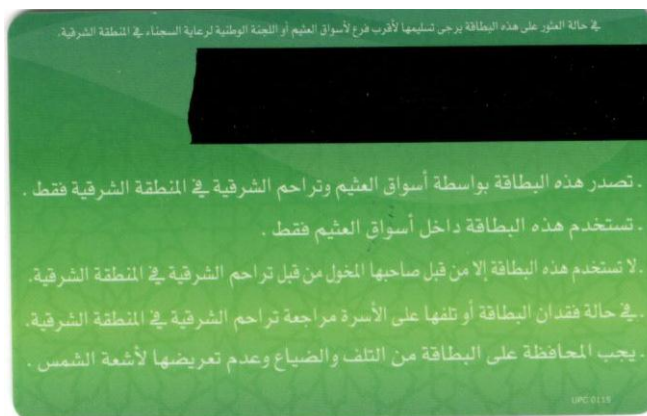 في حالة العثور على هذه البطاقة يرجى تسليمها لأقرب فرع لأسواق العثيم أو اللجنة الوطنية لرعاية السجناء في المنطقة الشرقية.
. تصدر هذه البطاقة بواسطة أسواق العثيم وتراحم الشرقية في المنطقة الشرقية فقط .
. تستخدم هذه البطاقة داخل أسواق العثيم فقط .
. لا تستخدم هذه البطاقة إلا من قبل صاحبها المخول من قبل تراحم الشرقية في المنطقة الشرقية.
. في حالة فقدان البطاقة أو تلفها على الأسرة مراجعة تراحم الشرقية في المنطقة الشرقية.
. يجب المحافظة على البطاقة من التلف والضياع وعدم تعريضها لأشعة الشمس .
UPC 0115